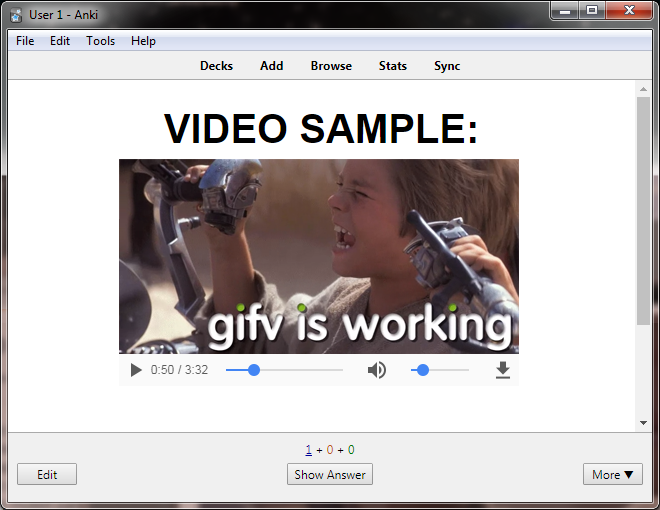 User 1 - Anki
File Edit Tools Help
Decks Add Browse Stats Sync
VIDEO SAMPLE:
gifv is working
0:50 / 3:32
1 + 0 + 0
Edit Show Answer More ▼